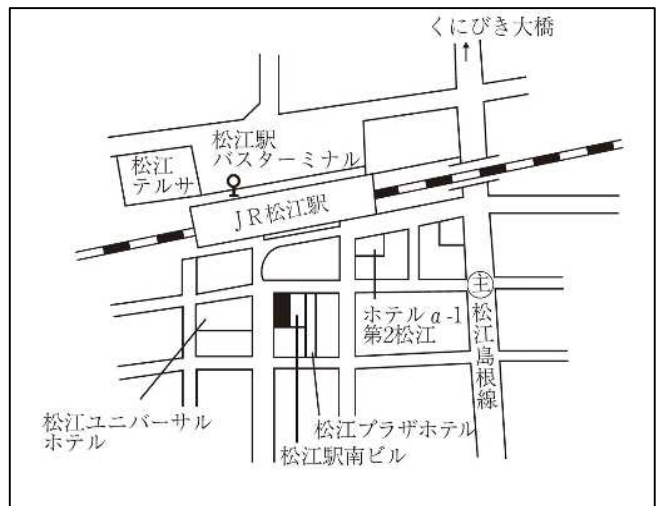 くにびき大橋
松江駅
バスターミナル
松江
テルサ
JR松江駅
主
松江島根線
ホテルα-1
第2松江
松江ユニバーサル
ホテル
松江プラザホテル
松江駅南ビル